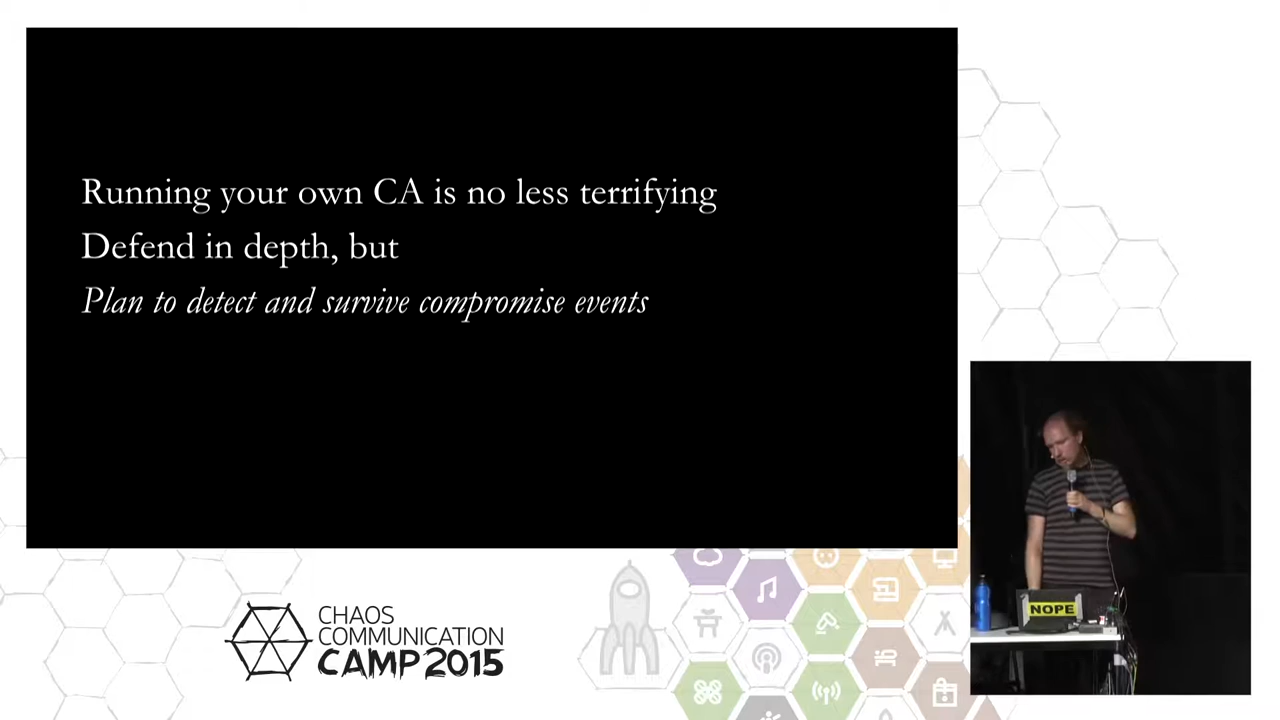 Running your own CA is no less terrifying
Defend in depth, but
Plan to detect and survive compromise events
CHAOS
COMMUNICATION
CAMP 2015
NOPE